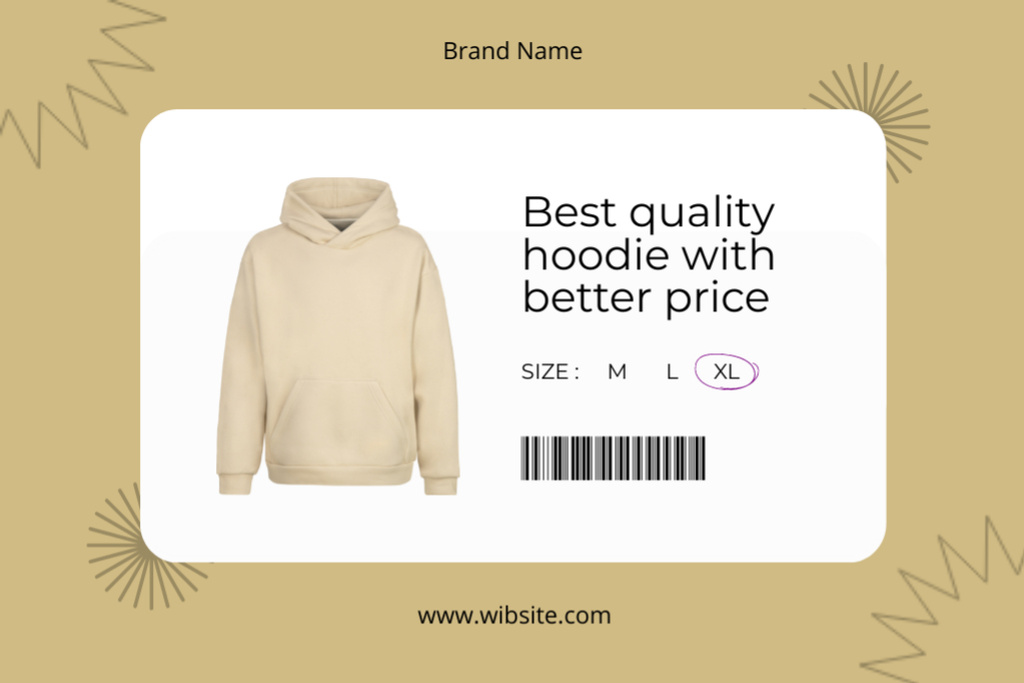 Brand Name
Best quality
hoodie with
better price
SIZE : M L XL
www.wibsite.com